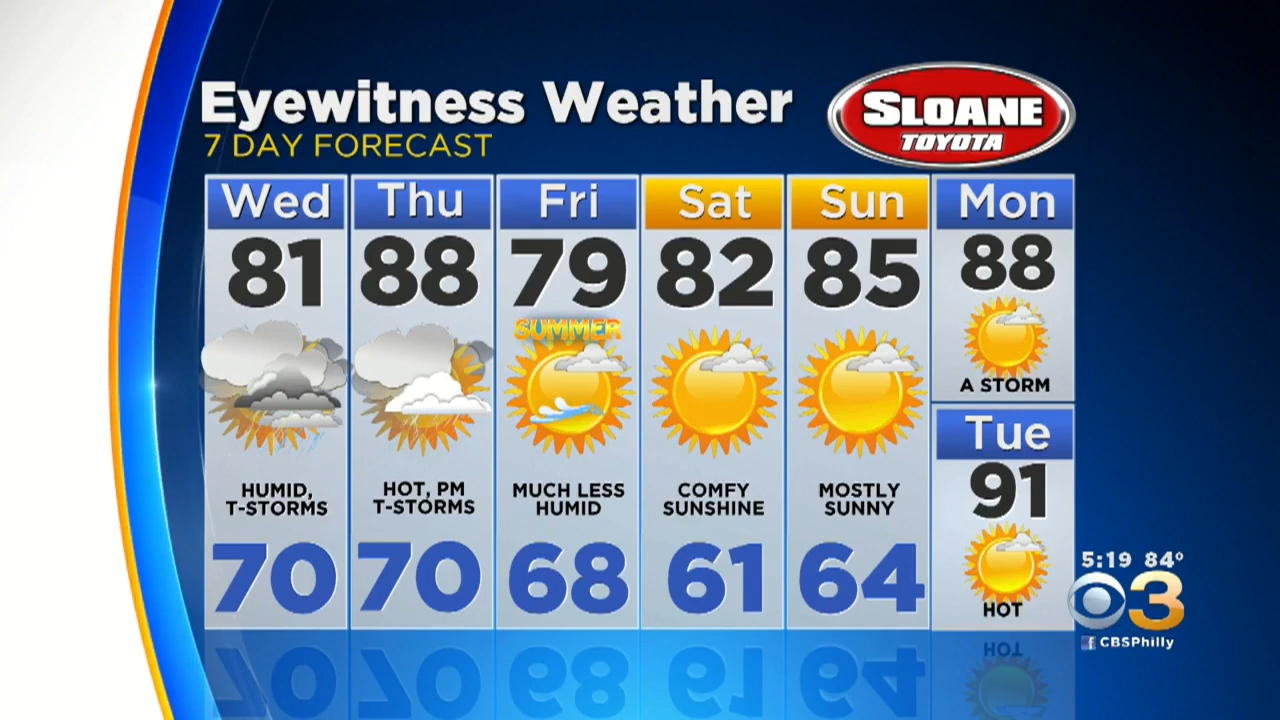 Eyewitness Weather
7 DAY FORECAST
SLOANE
TOYOTA
Wed
81
HUMID,
T-STORMS
70
Thu
88
HOT, PM
T-STORMS
70
Fri
79
SUMMER
MUCH LESS
HUMID
68
Sat
82
COMFY
SUNSHINE
61
Sun
85
MOSTLY
SUNNY
64
Mon
88
A STORM
Tue
91
HOT
5:19 84°
3
f CBSPhilly